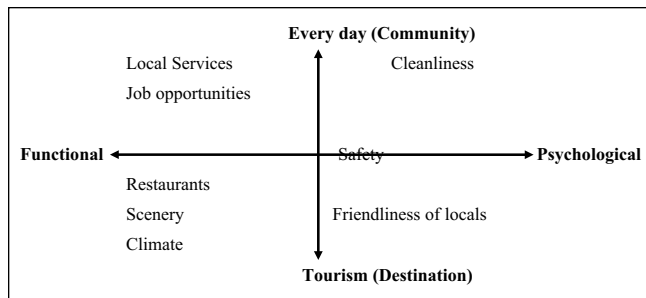 Every day (Community)
Local Services
Cleanliness
Job opportunities
Functional
Safety
Psychological
Restaurants
Scenery
Friendliness of locals
Climate
Tourism (Destination)